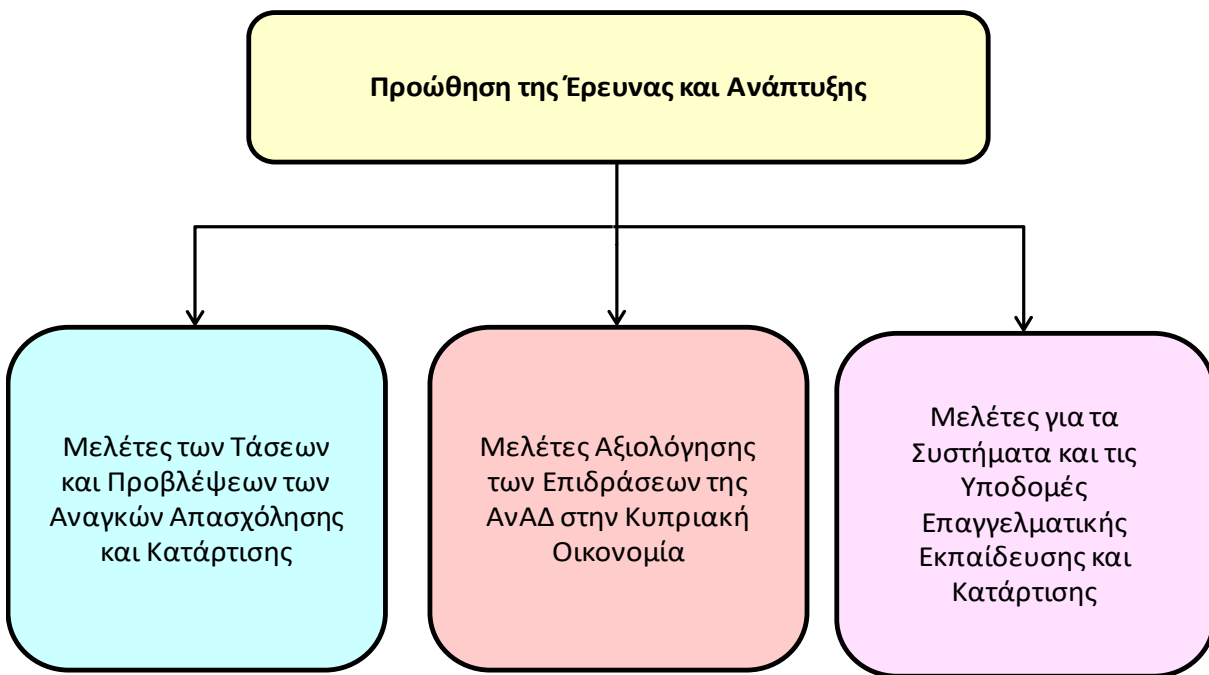 Προώθηση της Έρευνας και Ανάπτυξης
Μελέτες των Τάσεων
και Προβλέψεων των
Αναγκών Απασχόλησης
και Κατάρτισης
Μελέτες Αξιολόγησης
των Επιδράσεων της
ΑνΑΔ στην Κυπριακή
Οικονομία
Μελέτες για τα
Συστήματα και τις
Υποδομές
Επαγγελματικής
Εκπαίδευσης και
Κατάρτισης